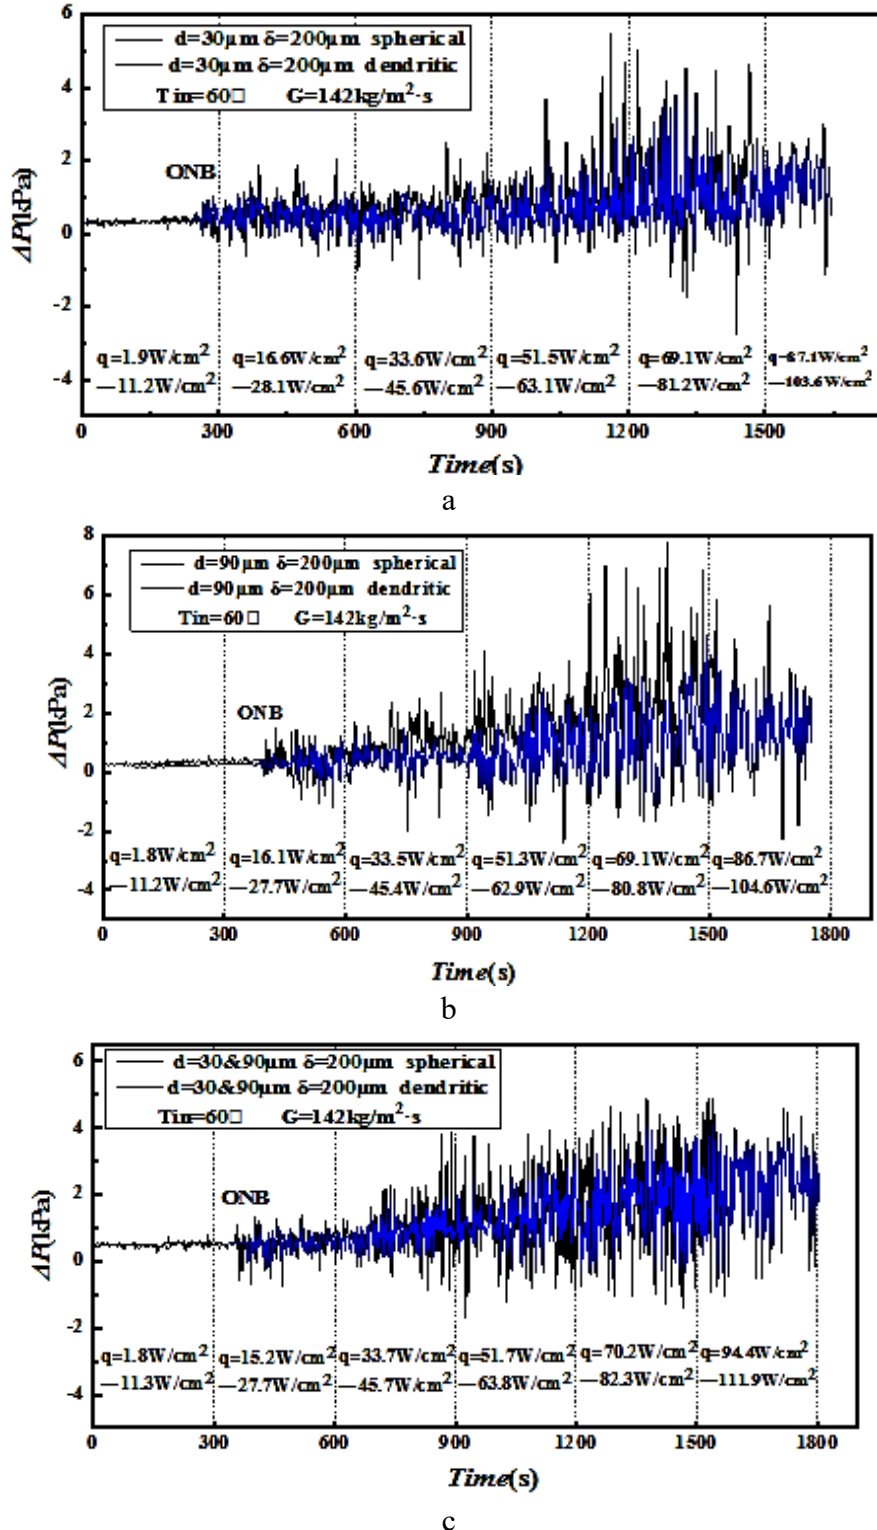 6
4
2
0
-2
-4
ΔP(kPa)
d=30μm δ=200μm spherical
d=30μm δ=200μm dendritic
Tin=60□ G=142kg/m²·s
ONB
q=1.9W/cm² q=16.6W/cm² q=33.6W/cm² q=51.5W/cm² q=69.1W/cm² q=87.1W/cm²
—11.2W/cm² —28.1W/cm² —45.6W/cm² —63.1W/cm² —81.2W/cm² —103.6W/cm²
0 300 600 900 1200 1500
Time(s)
a
8
6
4
2
0
-2
-4
ΔP(kPa)
d=90μm δ=200μm spherical
d=90μm δ=200μm dendritic
Tin=60□ G=142kg/m²·s
ONB
q=1.8W/cm² q=16.1W/cm² q=33.5W/cm² q=51.3W/cm² q=69.1W/cm² q=86.7W/cm²
—11.2W/cm² —27.7W/cm² —45.4W/cm² —62.9W/cm² —80.8W/cm² —104.6W/cm²
0 300 600 900 1200 1500 1800
Time(s)
b
6
4
2
0
-2
-4
ΔP(kPa)
d=30&90μm δ=200μm spherical
d=30&90μm δ=200μm dendritic
Tin=60□ G=142kg/m²·s
ONB
q=1.8W/cm² q=15.2W/cm² q=33.7W/cm² q=51.7W/cm² q=70.2W/cm² q=94.4W/cm²
—11.3W/cm² —27.7W/cm² —45.7W/cm² —63.8W/cm² —82.3W/cm² —111.9W/cm²
0 300 600 900 1200 1500 1800
Time(s)
c